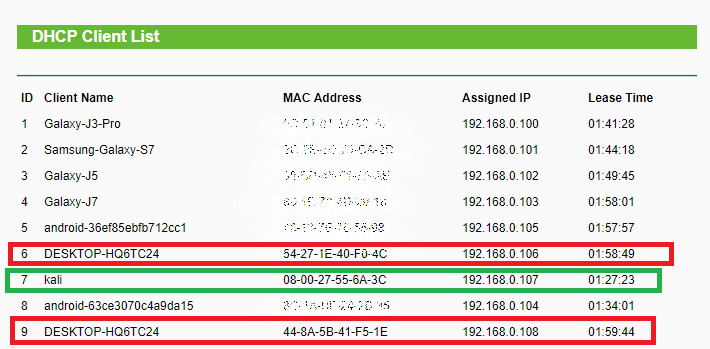 DHCP Client List
ID Client Name MAC Address Assigned IP Lease Time
1 Galaxy-J3-Pro 192.168.0.100 01:41:28
2 Samsung-Galaxy-S7 192.168.0.101 01:44:18
3 Galaxy-J5 192.168.0.102 01:49:45
4 Galaxy-J7 192.168.0.103 01:58:01
5 android-36ef85ebfb712cc1 192.168.0.105 01:57:57
6 DESKTOP-HQ6TC24 54-27-1E-40-F0-4C 192.168.0.106 01:58:49
7 kali 08-00-27-55-6A-3C 192.168.0.107 01:27:23
8 android-63ce3070c4a9da15 192.168.0.104 01:34:01
9 DESKTOP-HQ6TC24 44-8A-5B-41-F5-1E 192.168.0.108 01:59:44